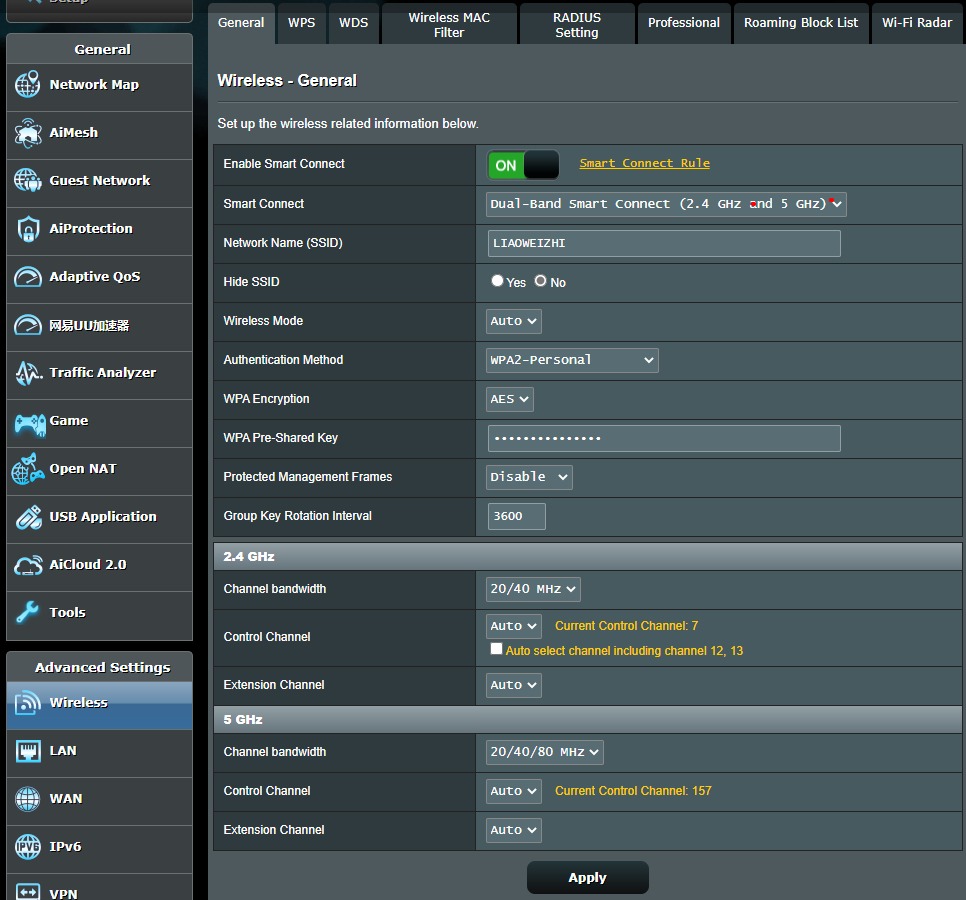 General
WPS
WDS
Wireless MAC
Filter
RADIUS
Setting
Professional
Roaming Block List
Wi-Fi Radar
General
Network Map
AiMesh
Guest Network
AiProtection
Adaptive QoS
网易UU加速器
Traffic Analyzer
Game
Open NAT
USB Application
AiCloud 2.0
Tools
Advanced Settings
Wireless
LAN
WAN
IPv6
VPN
Wireless - General
Set up the wireless related information below.
Enable Smart Connect ON Smart Connect Rule
Smart Connect Dual-Band Smart Connect (2.4 GHz and 5 GHz)
Network Name (SSID) LIAOWEIZHI
Hide SSID Yes No
Wireless Mode Auto
Authentication Method WPA2-Personal
WPA Encryption AES
WPA Pre-Shared Key •••••••••••••••
Protected Management Frames Disable
Group Key Rotation Interval 3600
2.4 GHz
Channel bandwidth 20/40 MHz
Control Channel Auto Current Control Channel: 7
Auto select channel including channel 12, 13
Extension Channel Auto
5 GHz
Channel bandwidth 20/40/80 MHz
Control Channel Auto Current Control Channel: 157
Extension Channel Auto
Apply